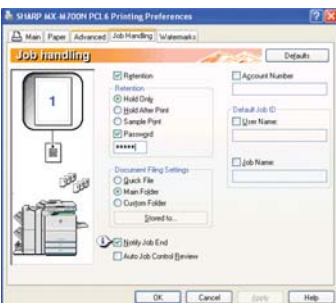 SHARP MX-M700N PCL6 Printing Preferences
Main Paper Advanced Job Handling Watermarks
Job handling
Defaults
1
Retention
Retention
Hold Only
Hold After Print
Sample Print
Password
*****
Document Filing Settings
Quick File
Main Folder
Custom Folder
Stored to...
Notify Job End
Auto Job Control Review
Account Number
Default Job ID
User Name:
Job Name:
OK Cancel Apply Help